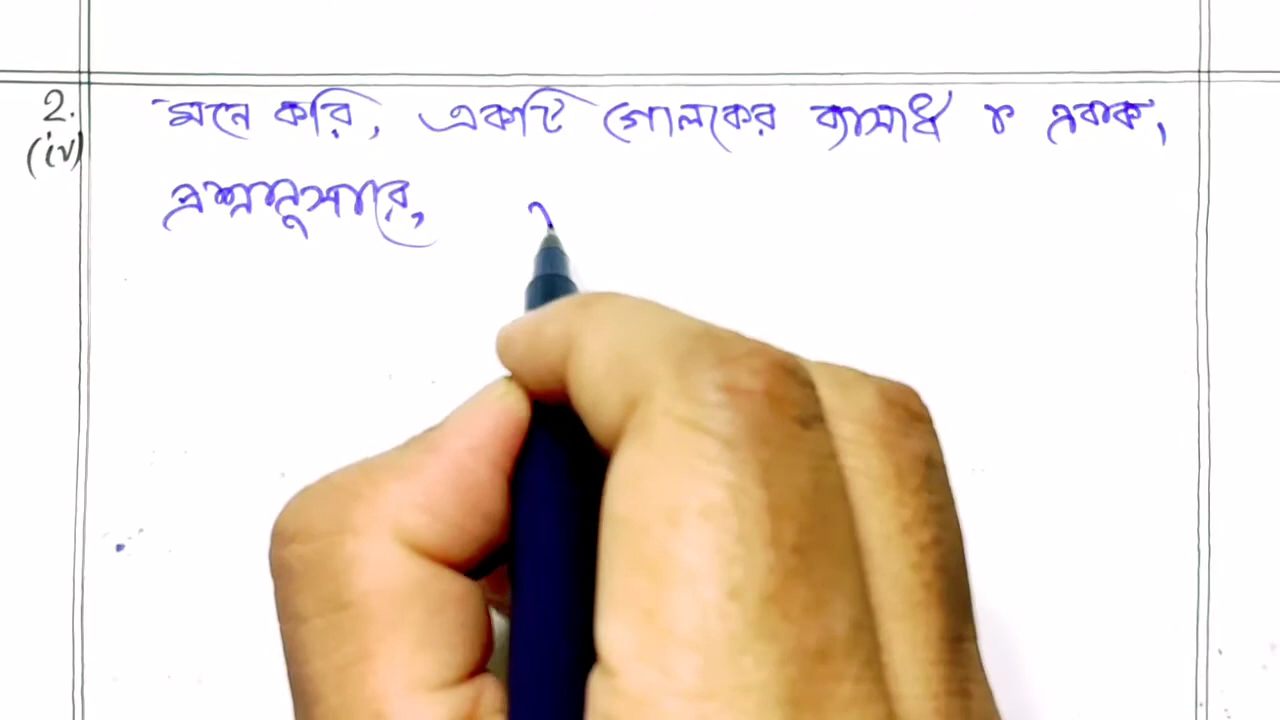 2. মনে করি, একটি গোলকের ব্যাসার্ধ r একক,
(iv)
প্রশ্নানুসারে,